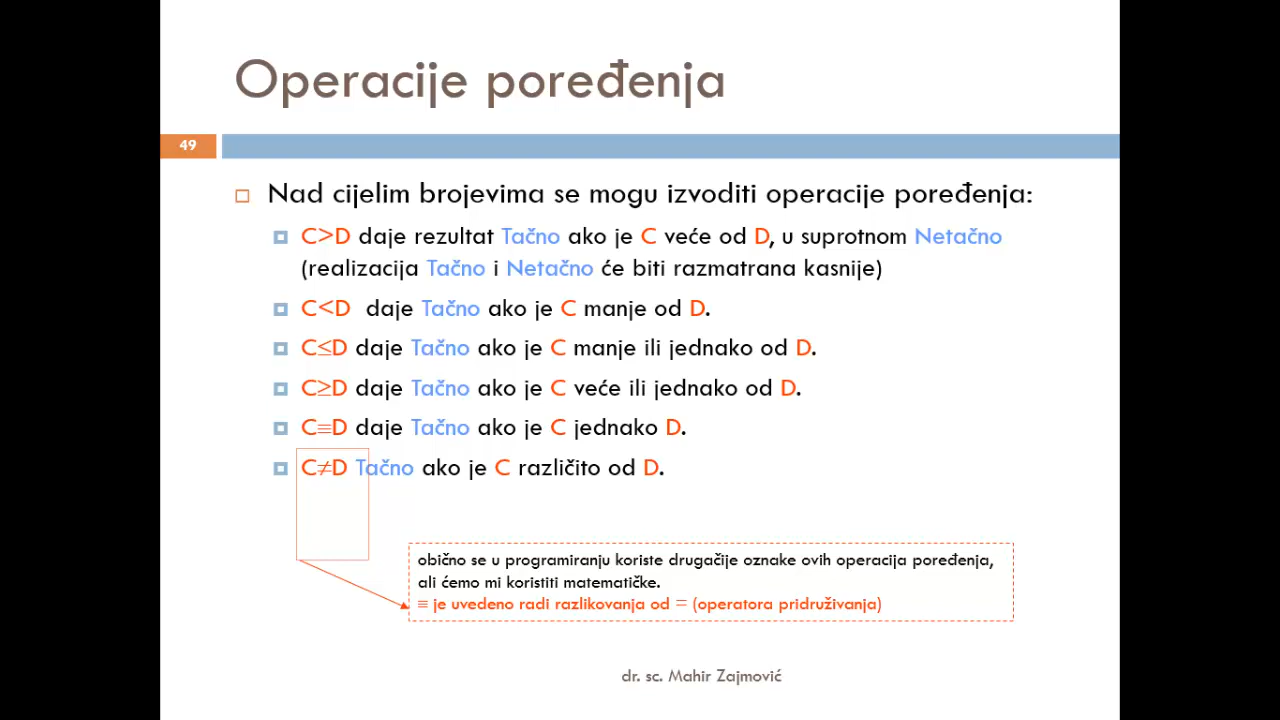 Operacije poređenja
49
Nad cijelim brojevima se mogu izvoditi operacije poređenja:
C>D daje rezultat Tačno ako je C veće od D, u suprotnom Netačno
(realizacija Tačno i Netačno će biti razmatrana kasnije)
C<D daje Tačno ako je C manje od D.
C≤D daje Tačno ako je C manje ili jednako od D.
C≥D daje Tačno ako je C veće ili jednako od D.
C≡D daje Tačno ako je C jednako D.
C≠D Tačno ako je C različito od D.
obično se u programiranju koriste drugačije oznake ovih operacija poređenja,
ali ćemo mi koristiti matematičke.
≡ je uvedeno radi razlikovanja od = (operatora pridruživanja)
dr. sc. Mahir Zajmović